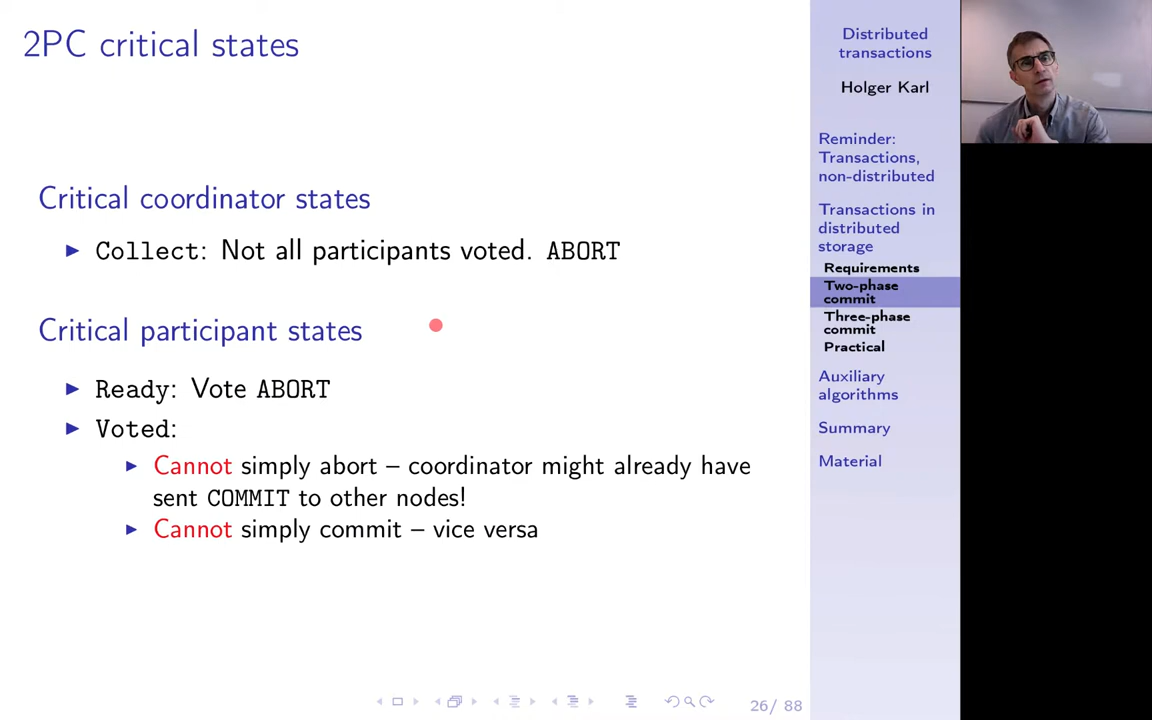 2PC critical states
Critical coordinator states
Collect: Not all participants voted. ABORT
Critical participant states
Ready: Vote ABORT
Voted:
Cannot simply abort – coordinator might already have
sent COMMIT to other nodes!
Cannot simply commit – vice versa
26/ 88
Distributed
transactions
Holger Karl
Reminder:
Transactions,
non-distributed
Transactions in
distributed
storage
Requirements
Two-phase
commit
Three-phase
commit
Practical
Auxiliary
algorithms
Summary
Material